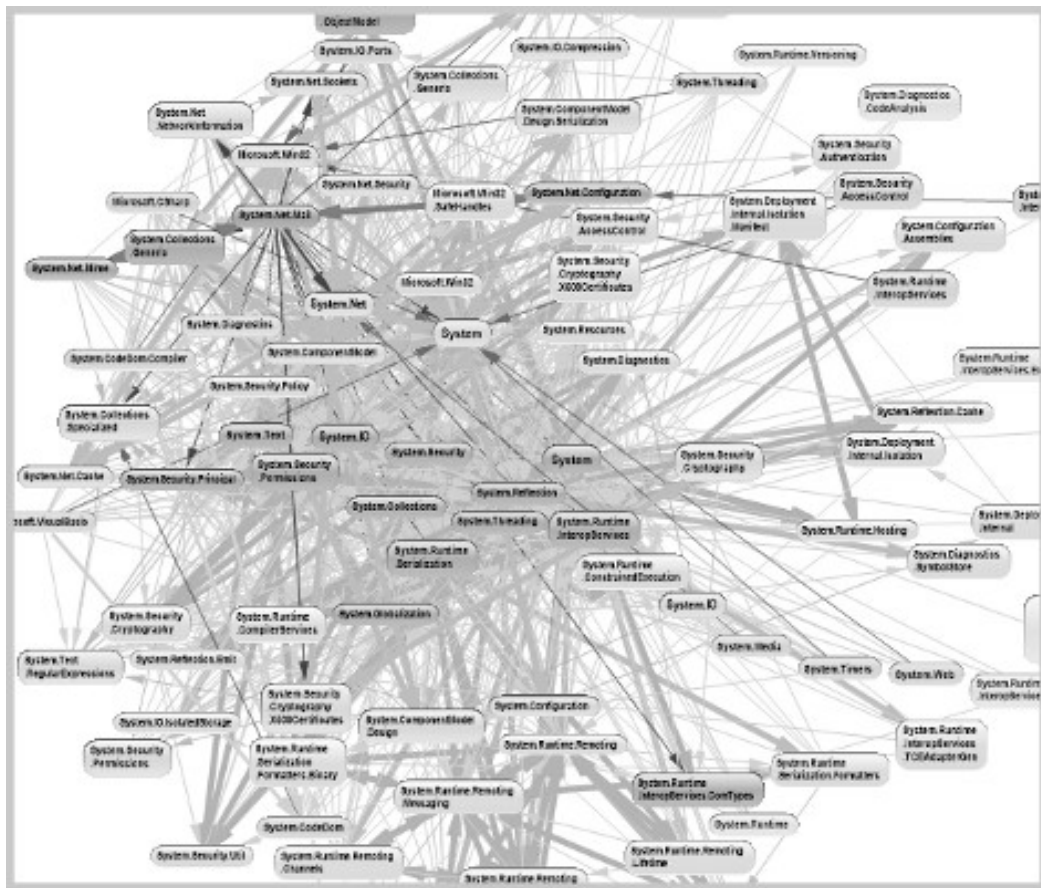 .ObjectModel
System.IO.Ports
System.IO.Compression
System.Runtime.Versioning
System.Net.Sockets
System.Collections
.Generic
System.Threading
System.Diagnostics
.CodeAnalysis
System.Net
.NetworkInformation
System.ComponentModel
.Design.Serialization
Microsoft.Win32
System.Security
.Authentication
System.Net.Security
Microsoft.Win32
.SafeHandles
System.Net.Configuration
System.Security
.AccessControl
Microsoft.CSharp
System.Net.Mail
System.Deployment
.Internal.Isolation
.Manifest
System.Security
.AccessControl
System.Configuration
.Assemblies
System.Collections
.Generic
System.Net.Mime
System.Security
.Cryptography
.X509Certificates
Microsoft.Win32
System.Runtime
.InteropServices
System.Net
System.Diagnostics
System
System.Resources
System.CodeDom.Compiler
System.ComponentModel
System.Diagnostics
System.Runtime
.InteropServices
System.Security.Policy
System.Collections
.Specialized
System.Reflection.Cache
System.Text
System.IO
System.Security
System
System.Security
.Cryptography
System.Deployment
.Internal.Isolation
System.Net.Cache
System.Security.Principal
System.Security
.Permissions
System.Reflection
System.Collections
System.Threading
System.Runtime
.InteropServices
System.Runtime.Hosting
.Internal
System.Runtime
.Serialization
System.Runtime
.ConstrainedExecution
System.Diagnostics
.SymbolStore
System.Security
.Cryptography
System.Runtime
.CompilerServices
System.Globalization
System.IO
System.Text
.RegularExpressions
System.Reflection.Emit
System.Media
System.Timers
System.Web
System.Runtime
.InteropServices
System.Security
.Cryptography
.X509Certificates
System.IO.IsolatedStorage
System.ComponentModel
.Design
System.Configuration
System.Runtime
.InteropServices
.TCEAdapterGen
System.Security
.Permissions
System.Runtime
.Serialization
.Formatters.Binary
System.Runtime.Remoting
System.Runtime
.Serialization.Formatters
System.Runtime.Remoting
.Messaging
System.Runtime
.InteropServices.ComTypes
System.CodeDom
System.Runtime
System.Security.Util
System.Runtime.Remoting
.Channels
System.Runtime.Remoting
.Lifetime
System.Runtime.Remoting